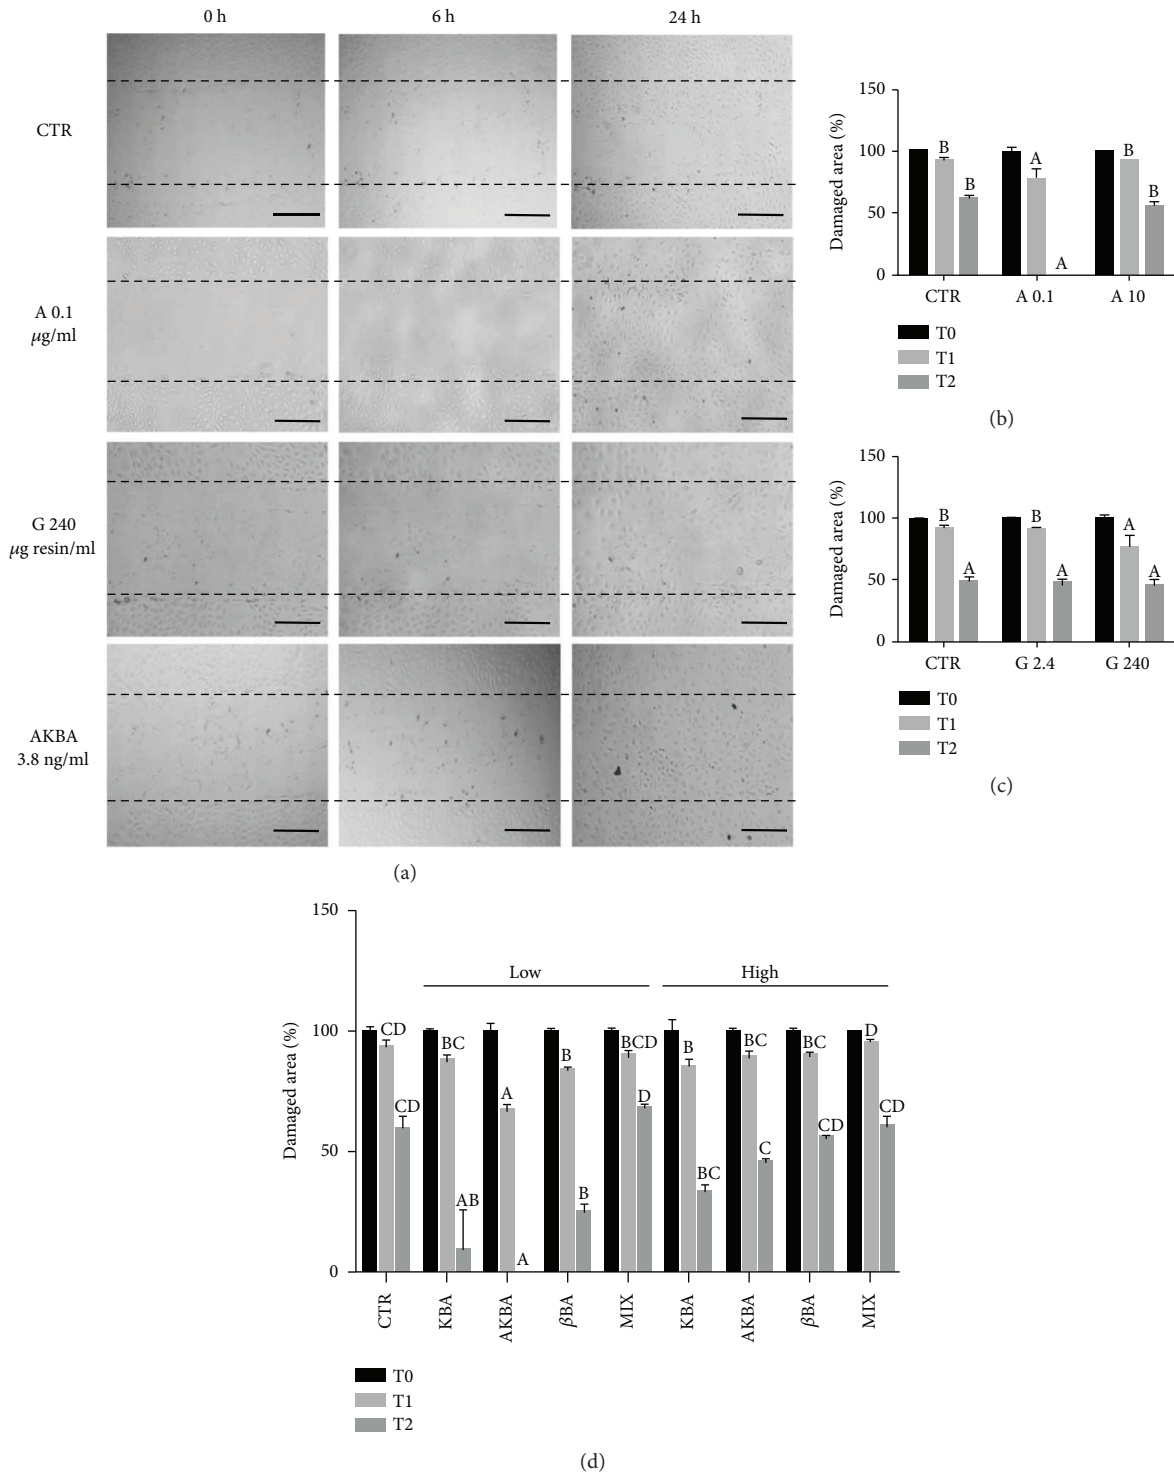 0 h
6 h
24 h
CTR
A 0.1
μg/ml
G 240
μg resin/ml
AKBA
3.8 ng/ml
(a)
150
100
50
0
Damaged area (%)
B
B
A
A
B
B
CTR
A 0.1
A 10
T0
T1
T2
(b)
150
100
50
0
Damaged area (%)
B
A
B
A
A
A
CTR
G 2.4
G 240
T0
T1
T2
(c)
150
100
50
0
Damaged area (%)
Low
High
CD
CD
BC
AB
A
A
B
B
BCD
D
B
BC
BC
C
BC
CD
D
CD
CTR
KBA
AKBA
βBA
MIX
KBA
AKBA
βBA
MIX
T0
T1
T2
(d)